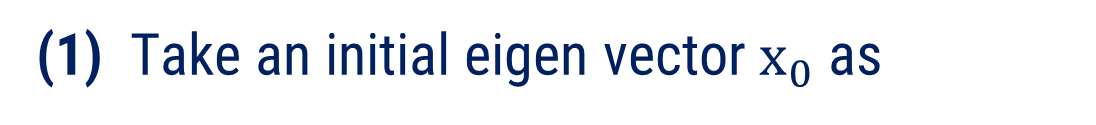 (1) Take an initial eigen vector x₀ as